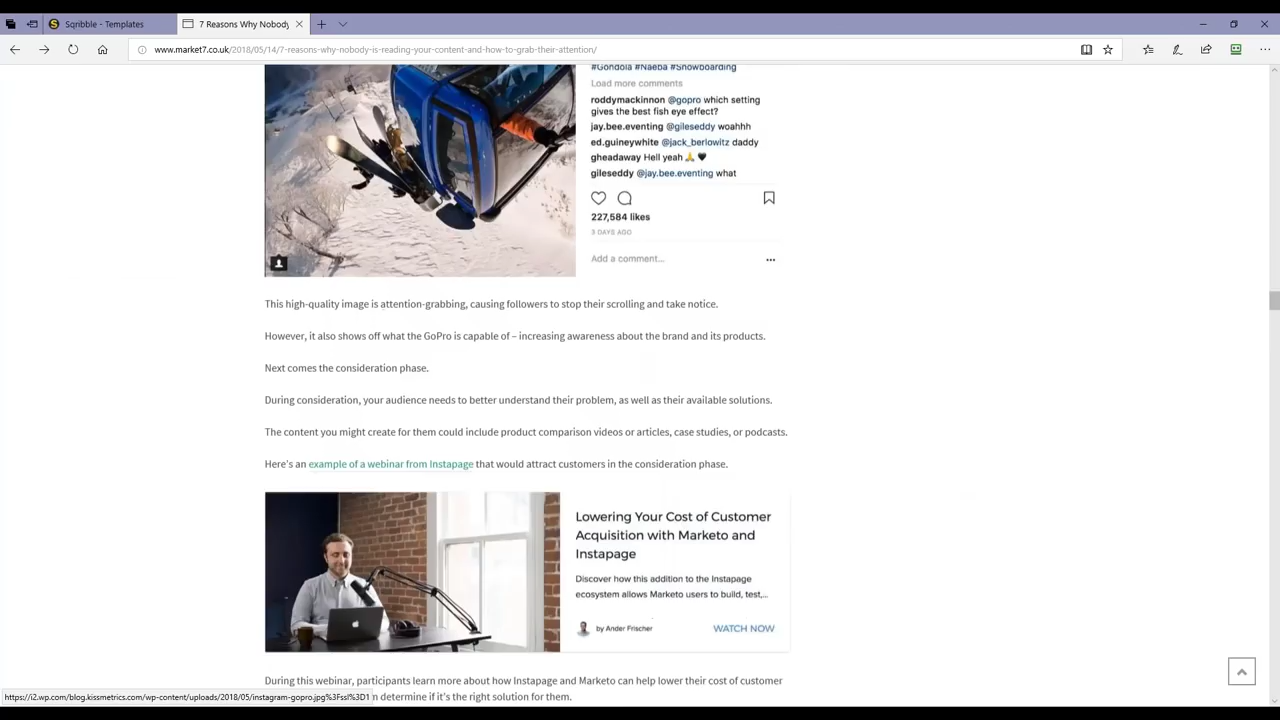 Sqribble - Templates
7 Reasons Why Nobody
www.market7.co.uk/2018/05/14/7-reasons-why-nobody-is-reading-your-content-and-how-to-grab-their-attention/
#Gondola #Naeba #Snowboarding
Load more comments
roddymackinnon @gopro which setting
gives the best fish eye effect?
jay.bee.eventing @gileseddy woahhh
ed.guineywhite @jack_berlowitz daddy
gheadaway Hell yeah 🙏 🖤
gileseddy @jay.bee.eventing what
227,584 likes
3 DAYS AGO
Add a comment...
This high-quality image is attention-grabbing, causing followers to stop their scrolling and take notice.
However, it also shows off what the GoPro is capable of – increasing awareness about the brand and its products.
Next comes the consideration phase.
During consideration, your audience needs to better understand their problem, as well as their available solutions.
The content you might create for them could include product comparison videos or articles, case studies, or podcasts.
Here's an example of a webinar from Instapage that would attract customers in the consideration phase.
Lowering Your Cost of Customer
Acquisition with Marketo and
Instapage
Discover how this addition to the Instapage
ecosystem allows Marketo users to build, test,...
by Ander Frischer
WATCH NOW
During this webinar, participants learn more about how Instapage and Marketo can help lower their cost of customer
n determine if it's the right solution for them.
https://i2.wp.com/blog.kissmetrics.com/wp-content/uploads/2018/05/instagram-gopro.jpg%3Fssl%3D1